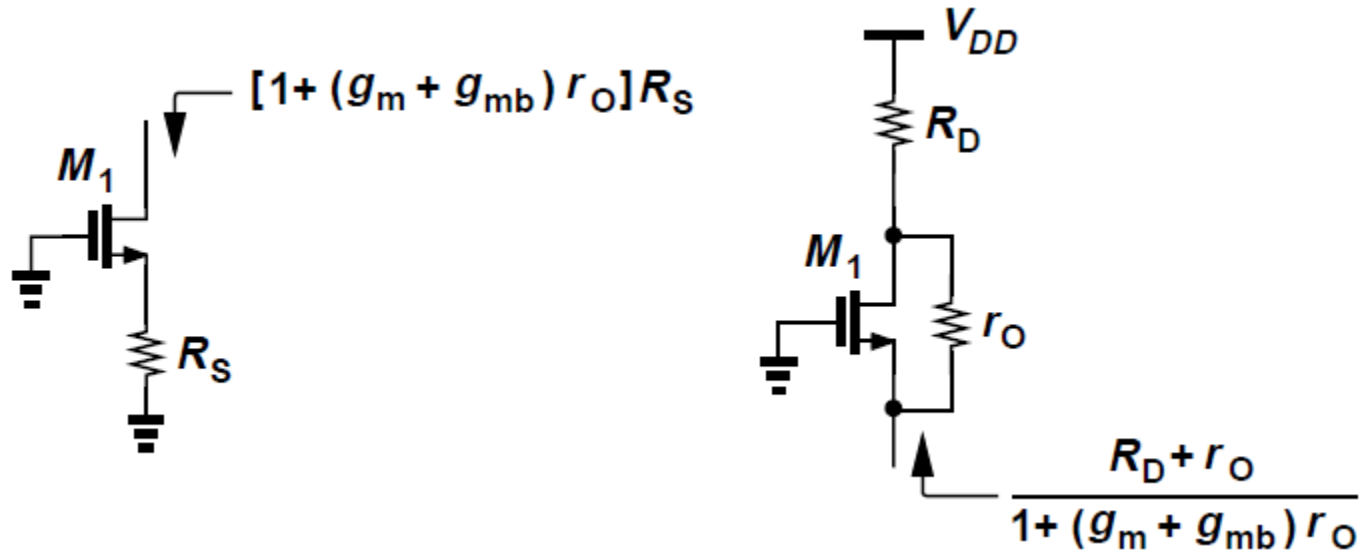 [1+ (gm + gmb) rO]RS
M1
RS
VDD
RD
M1
rO
RD + rO
1+ (gm + gmb) rO